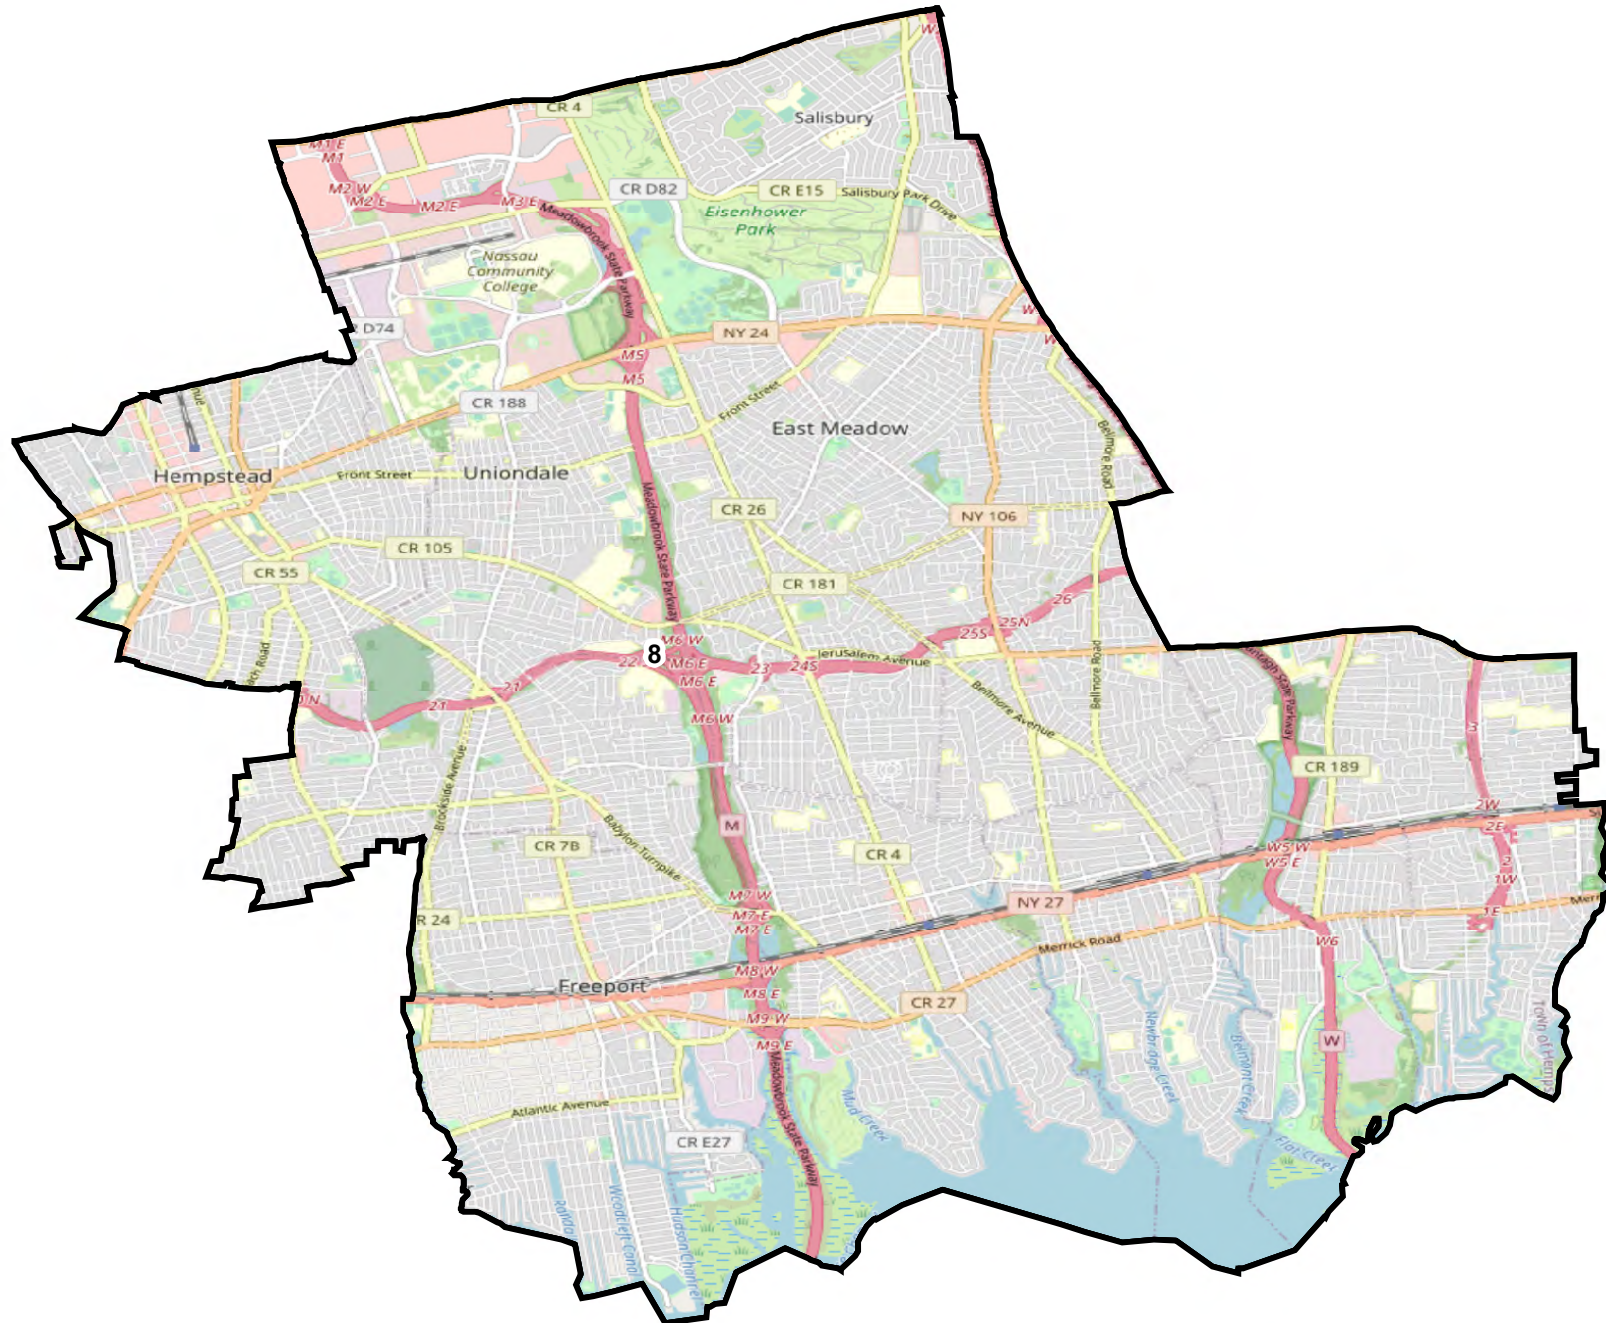 W
CR 4
Salisbury
M1 E
M1
M2 W
M2 E
M2 E
M3 E
CR D82
CR E15
Salisbury Park Drive
Eisenhower
Park
Meadowbrook State Parkway
Nassau
Community
College
D74
NY 24
W
W
M5
M5
CR 188
Front Street
East Meadow
Belmore Road
Hempstead
Front Street
Uniondale
Meadowbrook State Parkway
CR 26
NY 106
CR 105
CR 55
CR 181
26
25S
25N
M6 W
8
22
M6 E
M6 E
23
24S
Jerusalem Avenue
Bellmore Road
21
21
N
M6 W
Bellmore Avenue
3
CR 189
Brookside Avenue
M
CR 7B
Babylon Turnpike
CR 4
2W
2E
W5 W
W5 E
2
1W
1E
M7 W
M7 E
M7 E
R 24
NY 27
Merrick Road
W6
Freeport
M8 W
M8 E
CR 27
M9 W
M9 E
W
Newbridge Creek
Belmont Creek
Town of Hemps
Meadowbrook State Parkway
Mud Creek
Atlantic Avenue
CR E27
Flat Creek
Woodcleft Canal
Hudson Channel